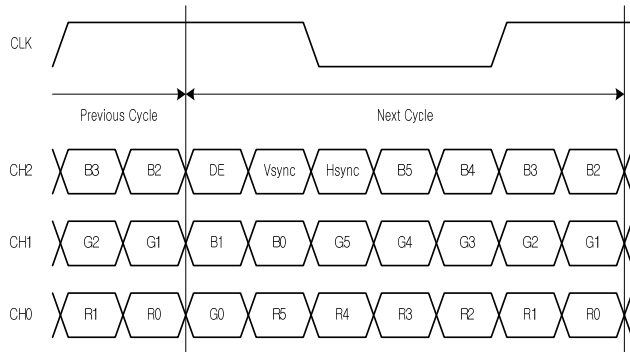 CLK
Previous Cycle Next Cycle
CH2 B3 B2 DE Vsync Hsync B5 B4 B3 B2
CH1 G2 G1 B1 B0 G5 G4 G3 G2 G1
CH0 R1 R0 G0 R5 R4 R3 R2 R1 R0